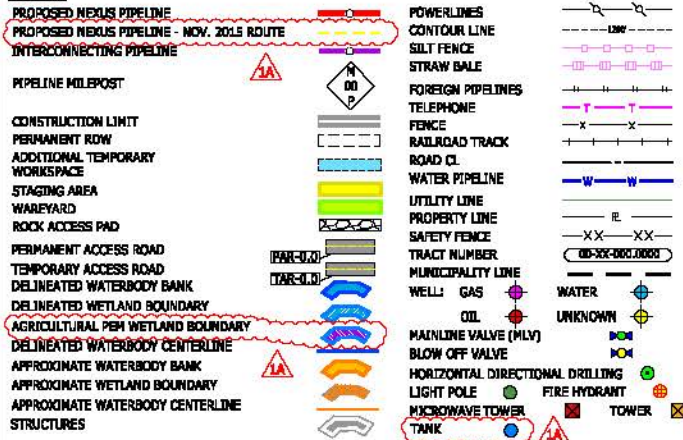 PROPOSED NEXUS PIPELINE
PROPOSED NEXUS PIPELINE - NOV. 2015 ROUTE
INTERCONNECTING PIPELINE
1A
PIPELINE MILEPOST
M
00
P
CONSTRUCTION LIMIT
PERMANENT ROW
ADDITIONAL TEMPORARY
WORKSPACE
STAGING AREA
WAREYARD
ROCK ACCESS PAD
PERMANENT ACCESS ROAD
PAR-0.0
TEMPORARY ACCESS ROAD
TAR-0.0
DELINEATED WATERBODY BANK
DELINEATED WETLAND BOUNDARY
AGRICULTURAL PEM WETLAND BOUNDARY
DELINEATED WATERBODY CENTERLINE
1A
APPROXIMATE WATERBODY BANK
APPROXIMATE WETLAND BOUNDARY
APPROXIMATE WATERBODY CENTERLINE
STRUCTURES
POWERLINES
CONTOUR LINE
SILT FENCE
STRAW BALE
FOREIGN PIPELINES
TELEPHONE T T
FENCE X X
RAILROAD TRACK
ROAD CL
WATER PIPELINE W W
UTILITY LINE
PROPERTY LINE
SAFETY FENCE XX XX
TRACT NUMBER 00-XX-000.0000
MUNICIPALITY LINE
WELL: GAS WATER
OIL UNKNOWN
MAINLINE VALVE (MLV)
BLOW OFF VALVE
HORIZONTAL DIRECTIONAL DRILLING
LIGHT POLE FIRE HYDRANT
MICROWAVE TOWER TOWER
TANK
1A